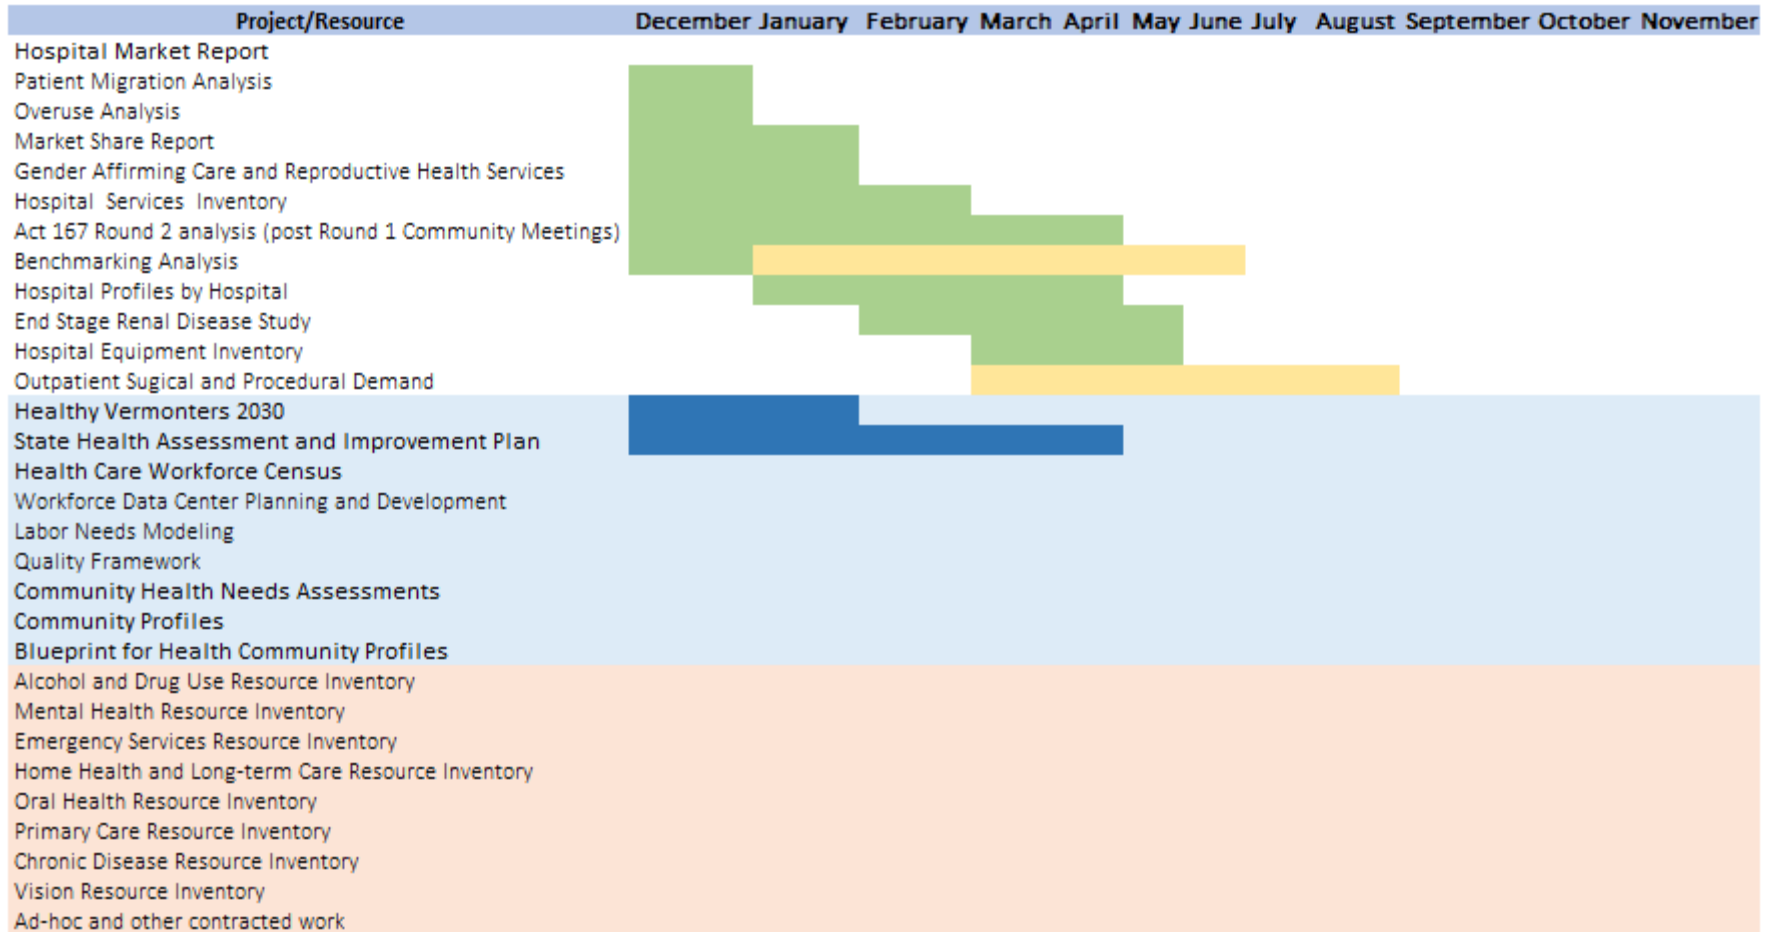 Project/Resource December January February March April May June July August September October November
Hospital Market Report
Patient Migration Analysis
Overuse Analysis
Market Share Report
Gender Affirming Care and Reproductive Health Services
Hospital Services Inventory
Act 167 Round 2 analysis (post Round 1 Community Meetings)
Benchmarking Analysis
Hospital Profiles by Hospital
End Stage Renal Disease Study
Hospital Equipment Inventory
Outpatient Sugical and Procedural Demand
Healthy Vermonters 2030
State Health Assessment and Improvement Plan
Health Care Workforce Census
Workforce Data Center Planning and Development
Labor Needs Modeling
Quality Framework
Community Health Needs Assessments
Community Profiles
Blueprint for Health Community Profiles
Alcohol and Drug Use Resource Inventory
Mental Health Resource Inventory
Emergency Services Resource Inventory
Home Health and Long-term Care Resource Inventory
Oral Health Resource Inventory
Primary Care Resource Inventory
Chronic Disease Resource Inventory
Vision Resource Inventory
Ad-hoc and other contracted work